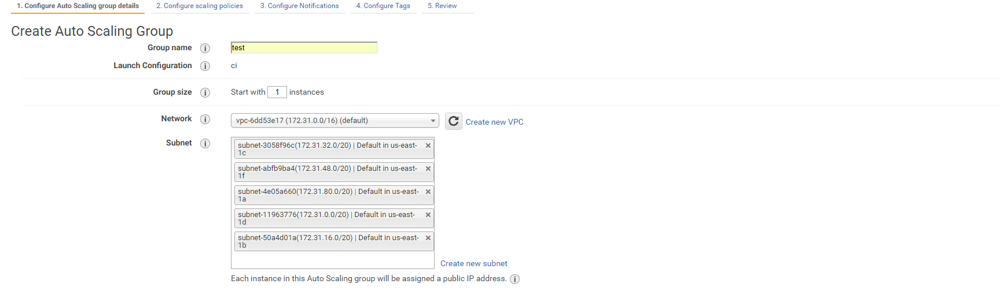 1. Configure Auto Scaling group details 2. Configure scaling policies 3. Configure Notifications 4. Configure Tags 5. Review
Create Auto Scaling Group
Group name i test
Launch Configuration i ci
Group size i Start with 1 instances
Network i vpc-6dd53e17 (172.31.0.0/16) (default) Create new VPC
Subnet i subnet-3058f96c(172.31.32.0/20) | Default in us-east-
1c
subnet-abfb9ba4(172.31.48.0/20) | Default in us-east-
1f
subnet-4e05a660(172.31.80.0/20) | Default in us-east-
1a
subnet-11963776(172.31.0.0/20) | Default in us-east-
1d
subnet-50a4d01a(172.31.16.0/20) | Default in us-east-
1b
Create new subnet
Each instance in this Auto Scaling group will be assigned a public IP address. i